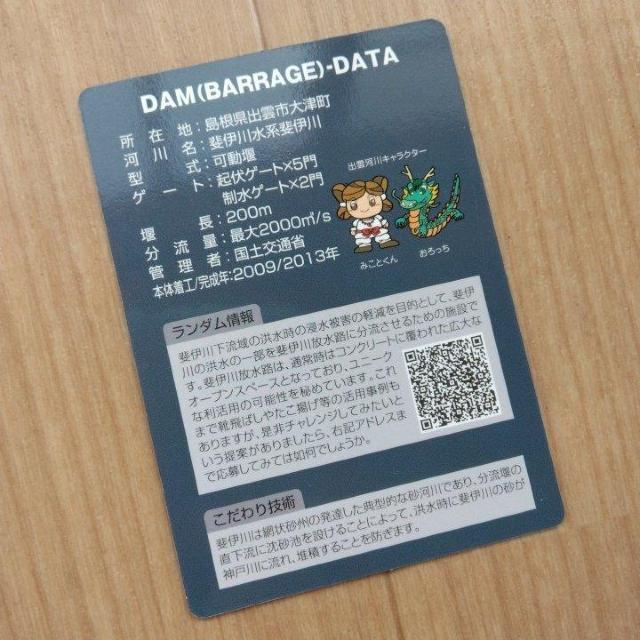 DAM(BARRAGE)-DATA
所在地:島根県出雲市大津町
河川名:斐伊川水系斐伊川
型式:可動堰
ゲート:起伏ゲート×5門
制水ゲート×2門
堰長:200m
分流量:最大2000㎥/s
管理者:国土交通省
本体着工/完成年:2009/2013年
出雲河川キャラクター
みことくん
おろっち
ランダム情報
斐伊川下流域の洪水時の浸水被害の軽減を目的として、斐伊
川の洪水の一部を斐伊川放水路に分流させるための施設で
す。斐伊川放水路は、通常時はコンクリートに覆われた広大な
オープンスペースとなっており、ユニーク
な利活用の可能性を秘めています。これ
まで靴飛ばしやたこ揚げ等の活用事例も
ありますが、是非チャレンジしてみたいと
いう提案がありましたら、右記アドレスま
で応募してみては如何でしょうか。
こだわり技術
斐伊川は網状砂州の発達した典型的な砂河川であり、分流堰の
直下流に沈砂池を設けることによって、洪水時に斐伊川の砂が
神戸川に流れ、堆積することを防ぎます。